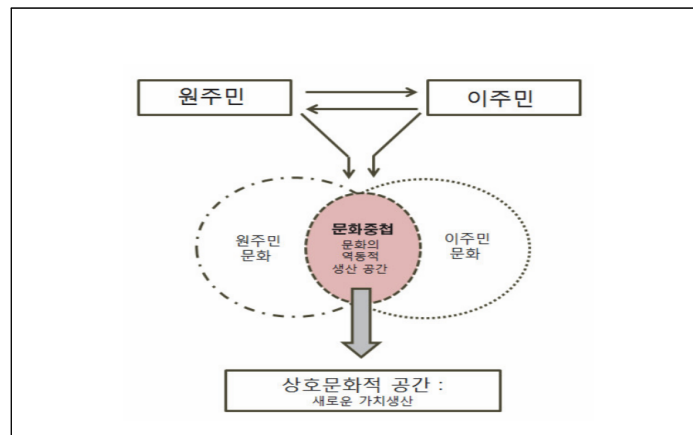 원주민
이주민
원주민
문화
문화중첩
문화의
역동적
생산 공간
이주민
문화
상호문화적 공간 :
새로운 가치생산